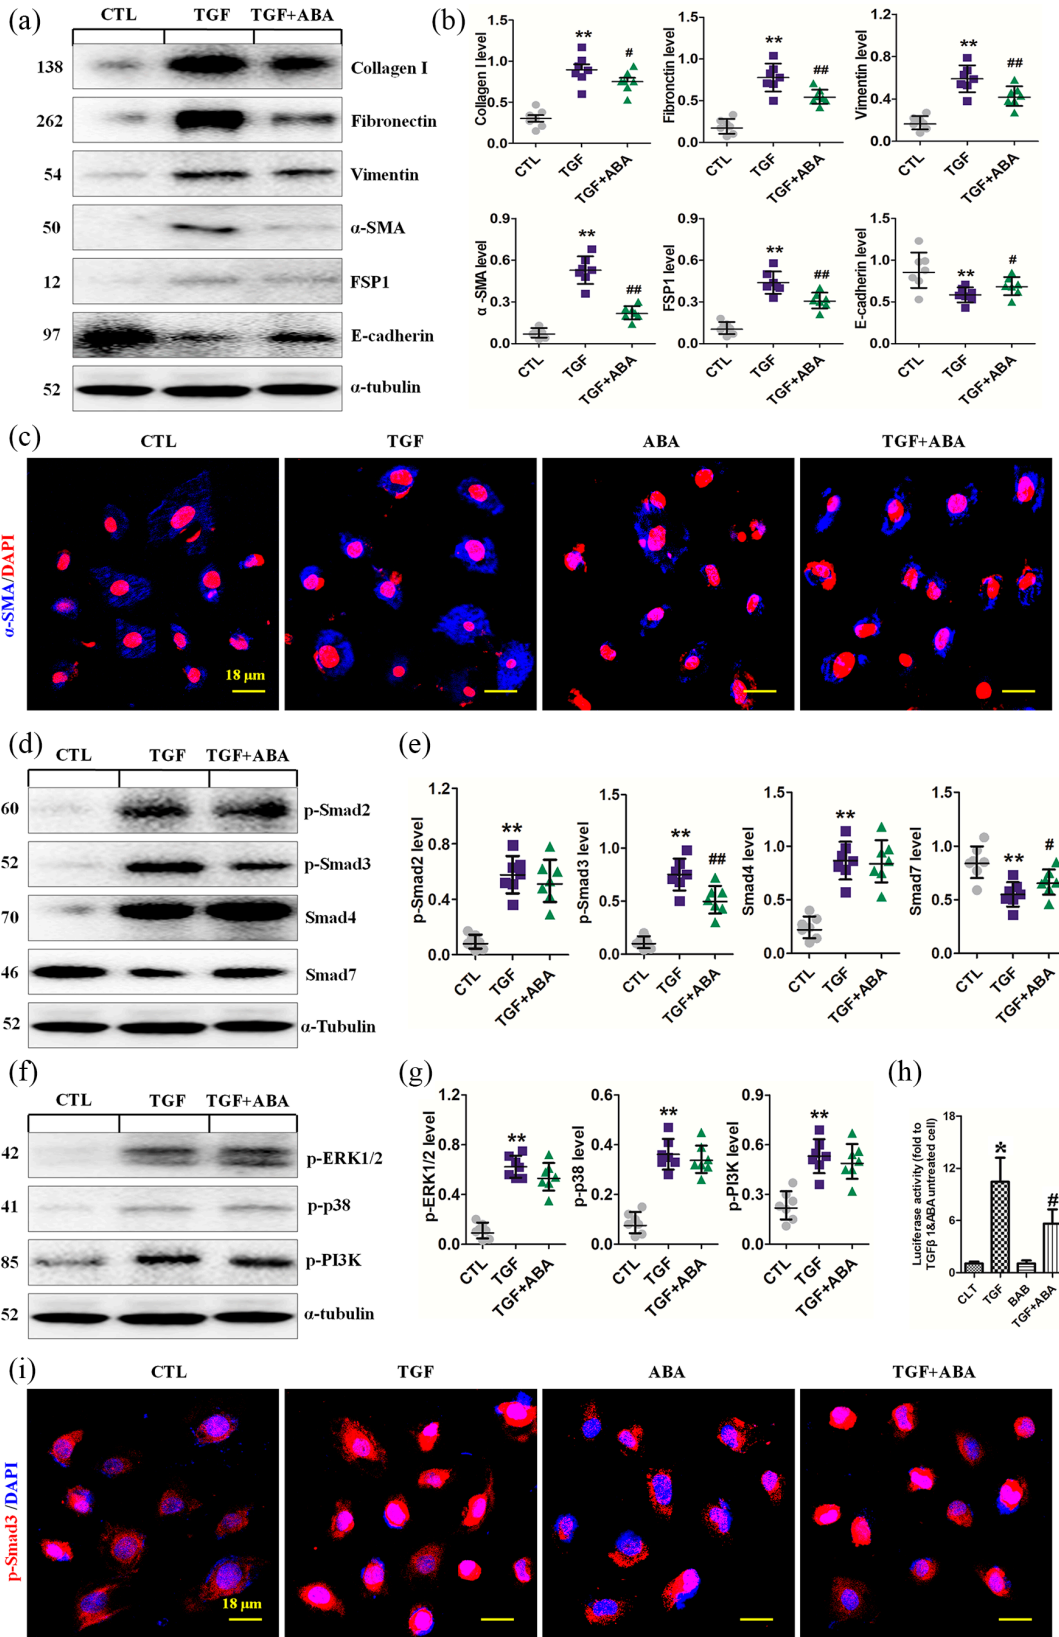 (a)
CTL TGF TGF+ABA
138 Collagen I
262 Fibronectin
54 Vimentin
50 α-SMA
12 FSP1
97 E-cadherin
52 α-tubulin
(b)
Collagen I level
1.5
1.0
0.5
0.0
**
#
CTL
TGF
TGF+ABA
Fibronctin level
1.5
1.0
0.5
0.0
**
##
CTL
TGF
TGF+ABA
Vimentin level
1.2
0.8
0.4
0.0
**
##
CTL
TGF
TGF+ABA
α -SMA level
0.9
0.6
0.3
0.0
**
##
CTL
TGF
TGF+ABA
FSP1 level
0.9
0.6
0.3
0.0
**
##
CTL
TGF
TGF+ABA
E-cadherin level
1.5
1.0
0.5
0.0
**
#
CTL
TGF
TGF+ABA
(c)
CTL TGF ABA TGF+ABA
α-SMA/DAPI
18 μm
(d)
CTL TGF TGF+ABA
60 p-Smad2
52 p-Smad3
70 Smad4
46 Smad7
52 α-Tubulin
(e)
p-Smad2 level
1.2
0.8
0.4
0.0
**
CTL
TGF
TGF+ABA
p-Smad3 level
1.5
1.0
0.5
0.0
**
##
CTL
TGF
TGF+ABA
Smad4 level
1.5
1.0
0.5
0.0
**
CTL
TGF
TGF+ABA
Smad7 level
1.5
1.0
0.5
0.0
**
#
CTL
TGF
TGF+ABA
(f)
CTL TGF TGF+ABA
42 p-ERK1/2
41 p-p38
85 p-PI3K
52 α-tubulin
(g)
p-ERK1/2 level
1.2
0.8
0.4
0.0
**
CTL
TGF
TGF+ABA
p-p38 level
0.6
0.4
0.2
0.0
**
CTL
TGF
TGF+ABA
p-PI3K level
0.9
0.6
0.3
0.0
**
CTL
TGF
TGF+ABA
(h)
Luciferase activity (fold to
TGFβ 1&ABA untreated cell)
18
12
6
0
*
#
CLT
TGF
BAB
TGF+ABA
(i)
CTL TGF ABA TGF+ABA
p-Smad3 /DAPI
18 μm